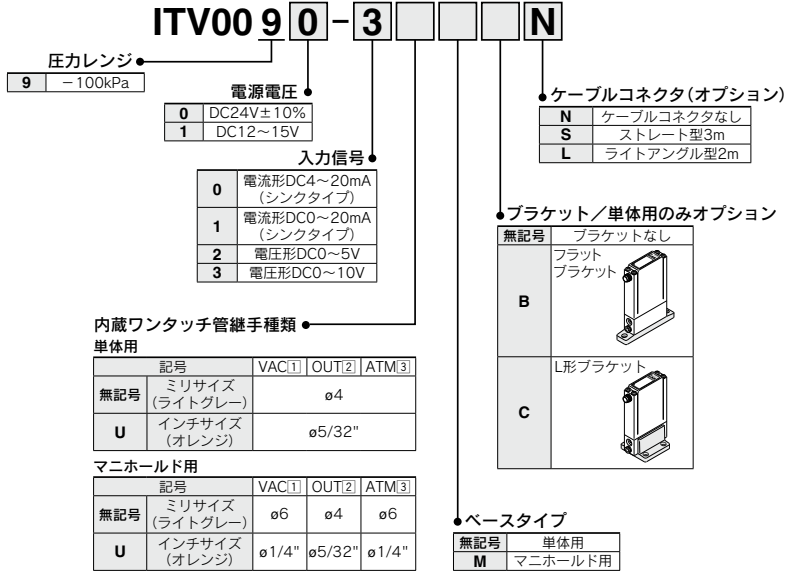 ITV00 9 0 - 3 N
圧力レンジ
9 －100kPa
電源電圧
0 DC24V±10%
1 DC12～15V
入力信号
0 電流形DC4～20mA
（シンクタイプ）
1 電流形DC0～20mA
（シンクタイプ）
2 電圧形DC0～5V
3 電圧形DC0～10V
内蔵ワンタッチ管継手種類
単体用
記号 VAC1 OUT2 ATM3
無記号 ミリサイズ
（ライトグレー） ø4
U インチサイズ
（オレンジ） ø5/32"
マニホールド用
記号 VAC1 OUT2 ATM3
無記号 ミリサイズ
（ライトグレー） ø6 ø4 ø6
U インチサイズ
（オレンジ） ø1/4" ø5/32" ø1/4"
ケーブルコネクタ（オプション）
N ケーブルコネクタなし
S ストレート型3m
L ライトアングル型2m
ブラケット／単体用のみオプション
無記号 ブラケットなし
B フラット
ブラケット
C L形ブラケット
ベースタイプ
無記号 単体用
M マニホールド用